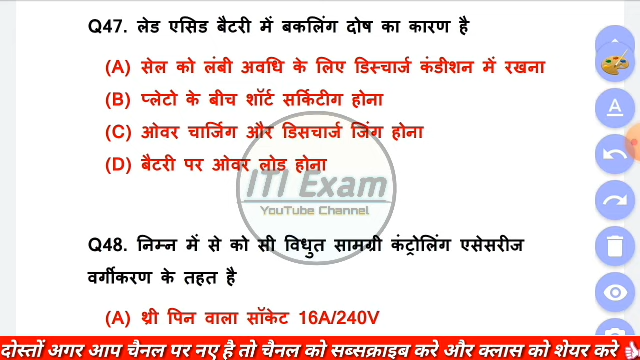 Q47. लेड एसिड बैटरी में बकलिंग दोष का कारण है
(A) सेल को लंबी अवधि के लिए डिस्चार्ज कंडीशन में रखना
(B) प्लेटो के बीच शॉर्ट सर्किटीग होना
(C) ओवर चार्जिंग और डिसचार्ज जिंग होना
(D) बैटरी पर ओवर लोड होना
ITI Exam
YouTube Channel
Q48. निम्न में से को सी विधुत सामग्री कंट्रोलिंग एसेसरीज
वर्गीकरण के तहत है
(A) थ्री पिन वाला सॉकेट 16A/240V
दोस्तों अगर आप चैनल पर नए है तो चैनल को सब्सक्राइब करे और क्लास को शेयर करे